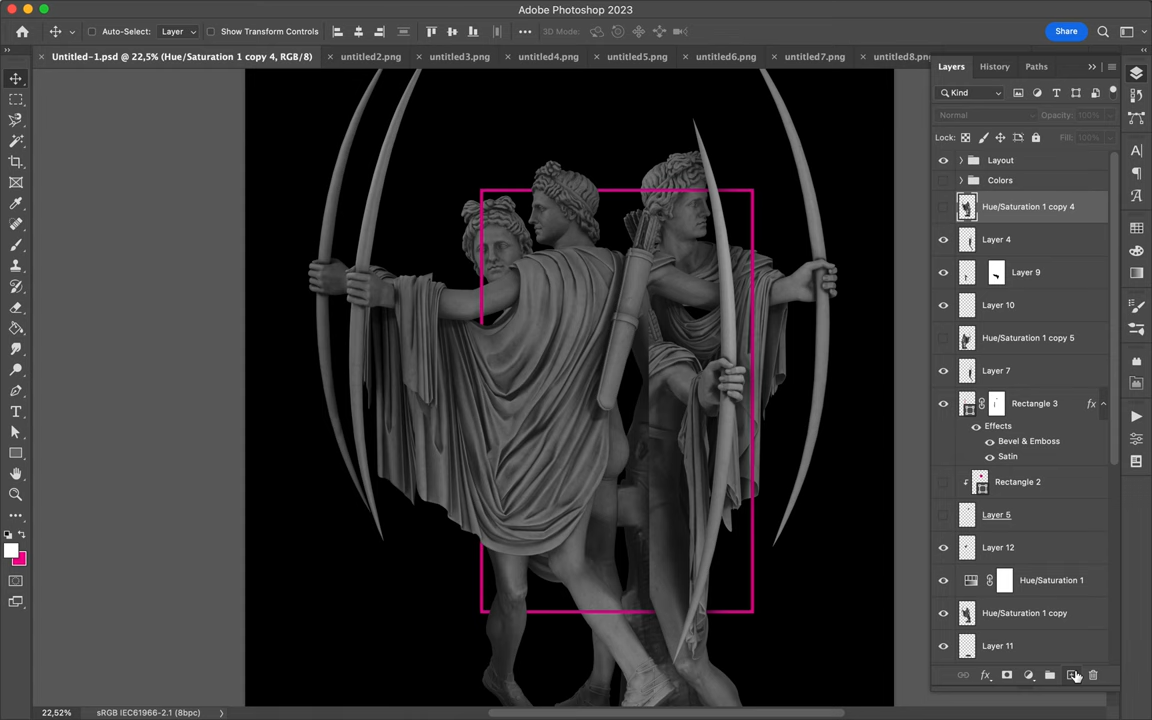 Adobe Photoshop 2023
Auto-Select: Layer Show Transform Controls ••• 3D Mode: Share
× Untitled-1.psd @ 22,5% (Hue/Saturation 1 copy 4, RGB/8) × untitled2.png × untitled3.png × untitled4.png × untitled5.png × untitled6.png × untitled7.png × untitled8.png
Layers History Paths
Kind
Normal Opacity: 100%
Lock: Fill: 100%
Layout
Colors
Hue/Saturation 1 copy 4
Layer 4
Layer 9
Layer 10
Hue/Saturation 1 copy 5
Layer 7
Rectangle 3 fx
Effects
Bevel & Emboss
Satin
Rectangle 2
Layer 5
Layer 12
Hue/Saturation 1
Hue/Saturation 1 copy
Layer 11
fx
22,52% sRGB IEC61966-2.1 (8bpc)